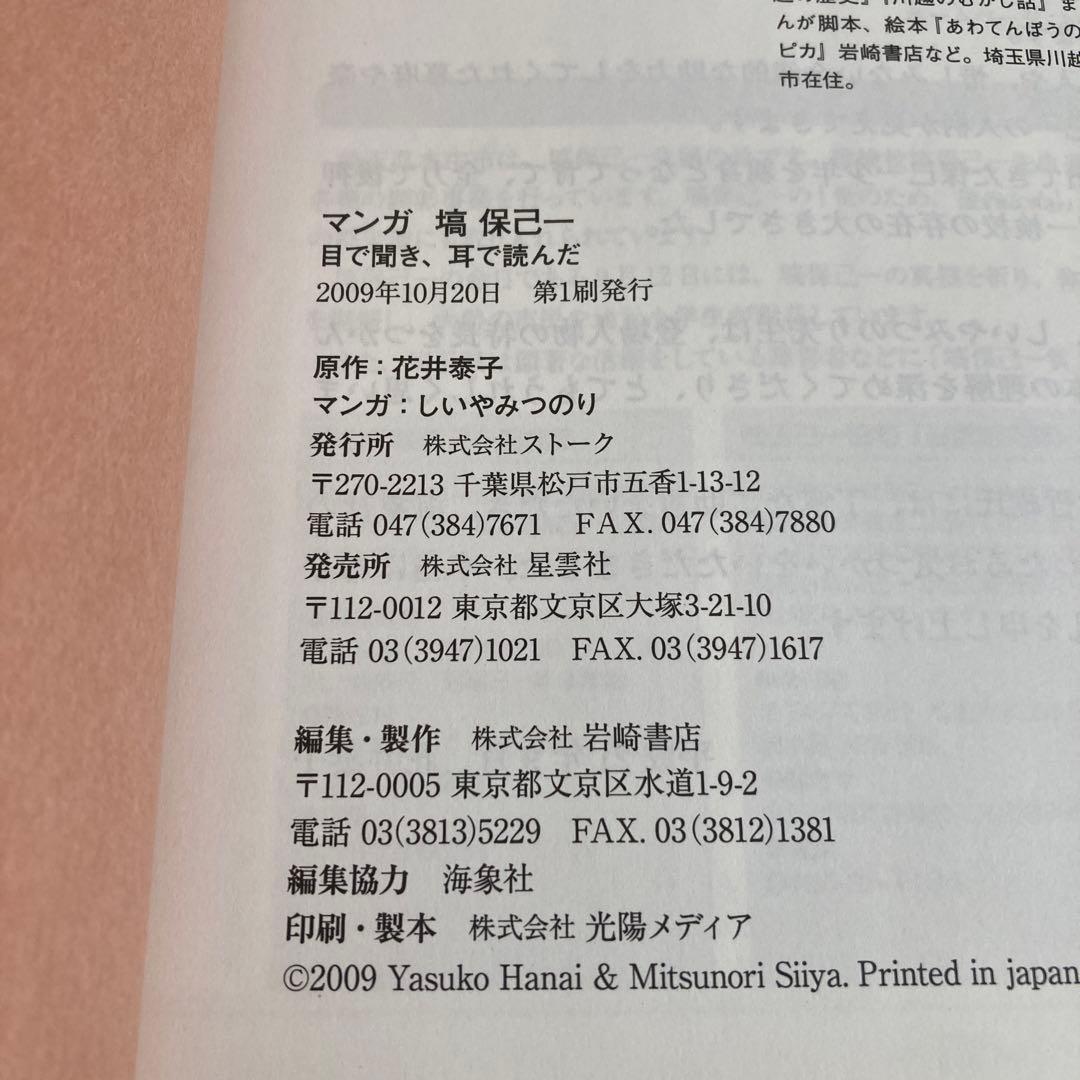 んが脚本、絵本『あわてんぼうの
ピカ』岩崎書店など。埼玉県川越
市在住。
マンガ 塙 保己一
目で聞き、耳で読んだ
2009年10月20日 第1刷発行
原作：花井泰子
マンガ：しいやみつのり
発行所 株式会社ストーク
〒270-2213 千葉県松戸市五香1-13-12
電話 047(384)7671 FAX. 047(384)7880
発売所 株式会社 星雲社
〒112-0012 東京都文京区大塚3-21-10
電話 03(3947)1021 FAX. 03(3947)1617
編集・製作 株式会社 岩崎書店
〒112-0005 東京都文京区水道1-9-2
電話 03(3813)5229 FAX. 03(3812)1381
編集協力 海象社
印刷・製本 株式会社 光陽メディア
©2009 Yasuko Hanai & Mitsunori Siiya. Printed in japan